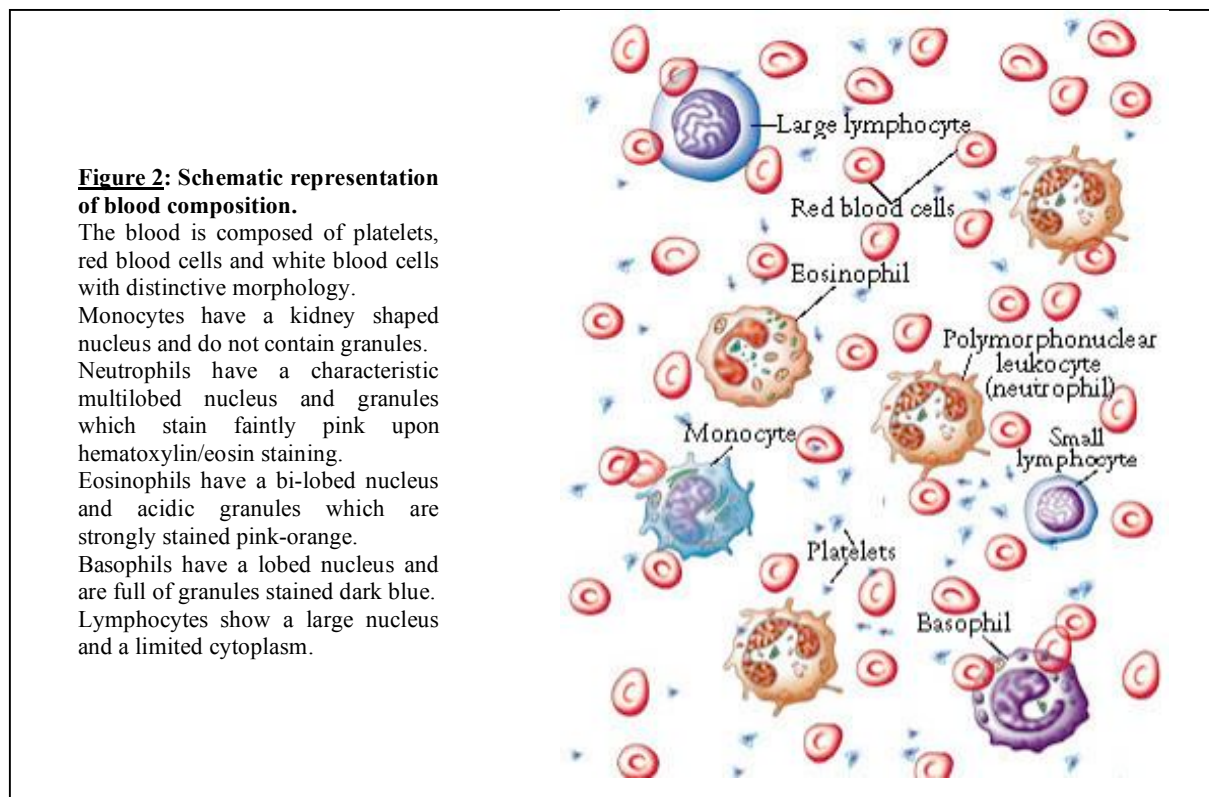 Figure 2: Schematic representation
of blood composition.
The blood is composed of platelets,
red blood cells and white blood cells
with distinctive morphology.
Monocytes have a kidney shaped
nucleus and do not contain granules.
Neutrophils have a characteristic
multilobed nucleus and granules
which stain faintly pink upon
hematoxylin/eosin staining.
Eosinophils have a bi-lobed nucleus
and acidic granules which are
strongly stained pink-orange.
Basophils have a lobed nucleus and
are full of granules stained dark blue.
Lymphocytes show a large nucleus
and a limited cytoplasm.
Large lymphocyte
Red blood cells
Eosinophil
Polymorphonuclear
leukocyte
(neutrophil)
Monocyte
Small
lymphocyte
Platelets
Basophil